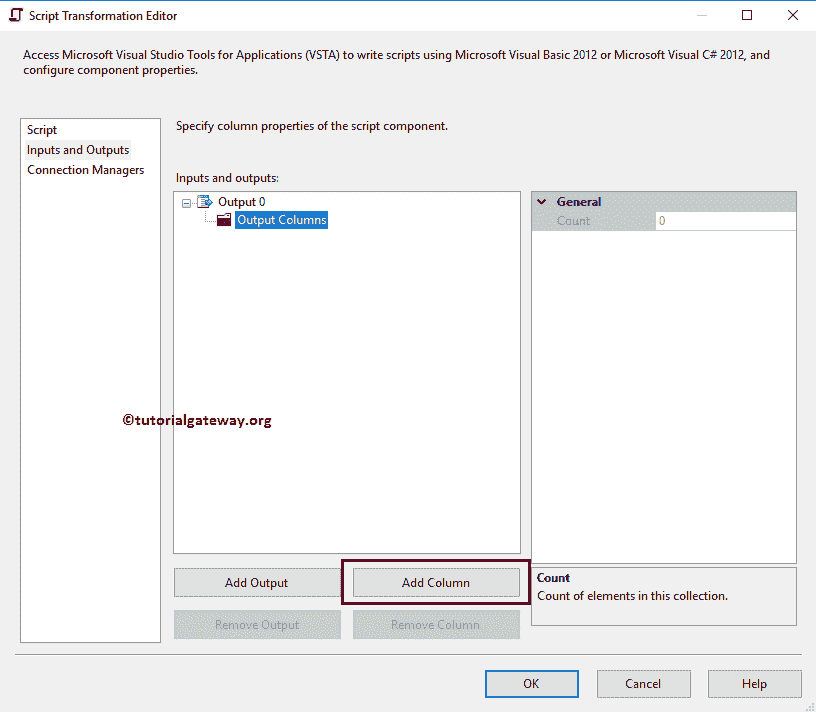 Script Transformation Editor
Access Microsoft Visual Studio Tools for Applications (VSTA) to write scripts using Microsoft Visual Basic 2012 or Microsoft Visual C# 2012, and
configure component properties.
Script
Inputs and Outputs
Connection Managers
Specify column properties of the script component.
Inputs and outputs:
Output 0
Output Columns
General
Count 0
©tutorialgateway.org
Add Output
Add Column
Remove Output
Remove Column
Count
Count of elements in this collection.
OK
Cancel
Help